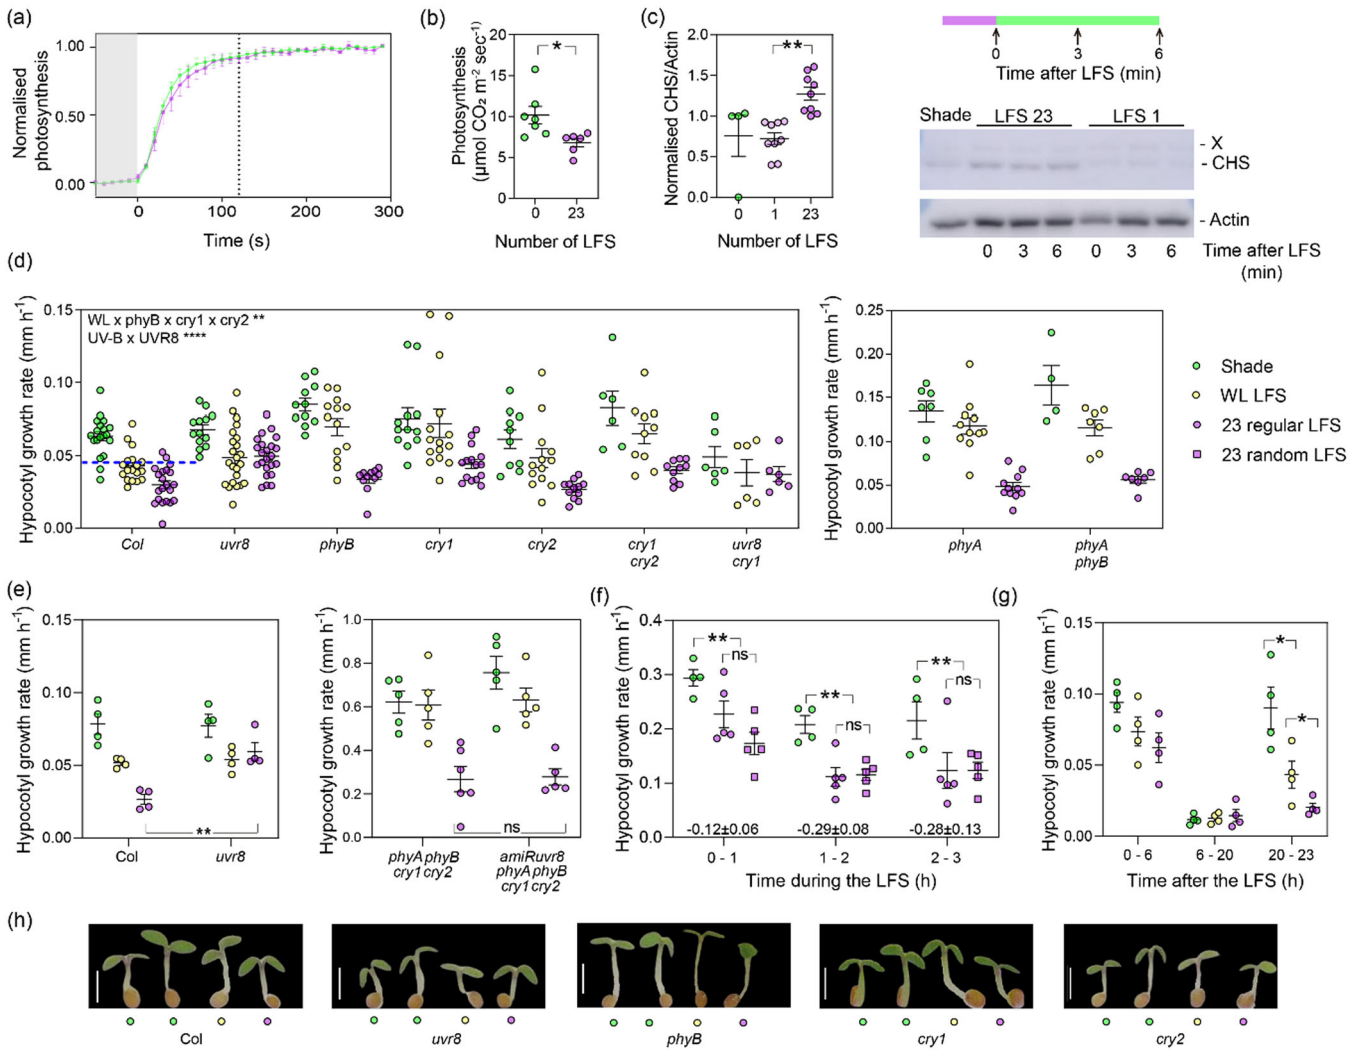 (a)
Normalised
photosynthesis
1.00
0.50
0.00
0
100
200
300
Time (s)
(b)
Photosynthesis
(μmol CO₂ m⁻² sec⁻¹)
20
15
10
5
0
*
0
23
Number of LFS
(c)
Normalised CHS/Actin
2.0
1.5
1.0
0.5
0.0
**
0
1
23
Number of LFS
0
3
6
Time after LFS (min)
Shade
LFS 23
LFS 1
- X
- CHS
- Actin
0 3 6 0 3 6
Time after LFS
(min)
(d)
Hypocotyl growth rate (mm h⁻¹)
0.15
0.10
0.05
0.00
WL x phyB x cry1 x cry2 **
UV-B x UVR8 ****
Col
uvr8
phyB
cry1
cry2
cry1
cry2
uvr8
cry1
Hypocotyl growth rate (mm h⁻¹)
0.25
0.20
0.15
0.10
0.05
0.00
phyA
phyA
phyB
Shade
WL LFS
23 regular LFS
23 random LFS
(e)
Hypocotyl growth rate (mm h⁻¹)
0.15
0.10
0.05
0.00
**
Col
uvr8
Hypocotyl growth rate (mm h⁻¹)
1.0
0.8
0.6
0.4
0.2
0.0
ns
phyA phyB
cry1 cry2
amiRuvr8
phyA phyB
cry1 cry2
(f)
Hypocotyl growth rate (mm h⁻¹)
0.4
0.3
0.2
0.1
0.0
**
ns
**
ns
**
ns
-0.12±0.06
-0.29±0.08
-0.28±0.13
0 - 1
1 - 2
2 - 3
Time during the LFS (h)
(g)
Hypocotyl growth rate (mm h⁻¹)
0.15
0.10
0.05
0.00
*
*
0 - 6
6 - 20
20 - 23
Time after the LFS (h)
(h)
Col
uvr8
phyB
cry1
cry2